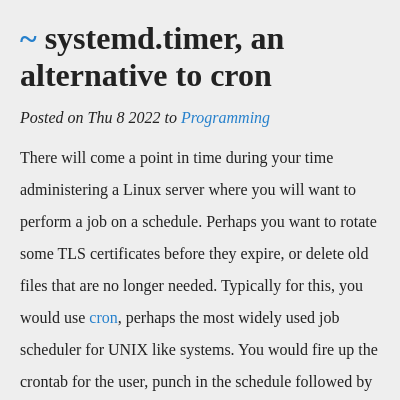 ~ systemd.timer, an
alternative to cron
Posted on Thu 8 2022 to Programming
There will come a point in time during your time
administering a Linux server where you will want to
perform a job on a schedule. Perhaps you want to rotate
some TLS certificates before they expire, or delete old
files that are no longer needed. Typically for this, you
would use cron, perhaps the most widely used job
scheduler for UNIX like systems. You would fire up the
crontab for the user, punch in the schedule followed by